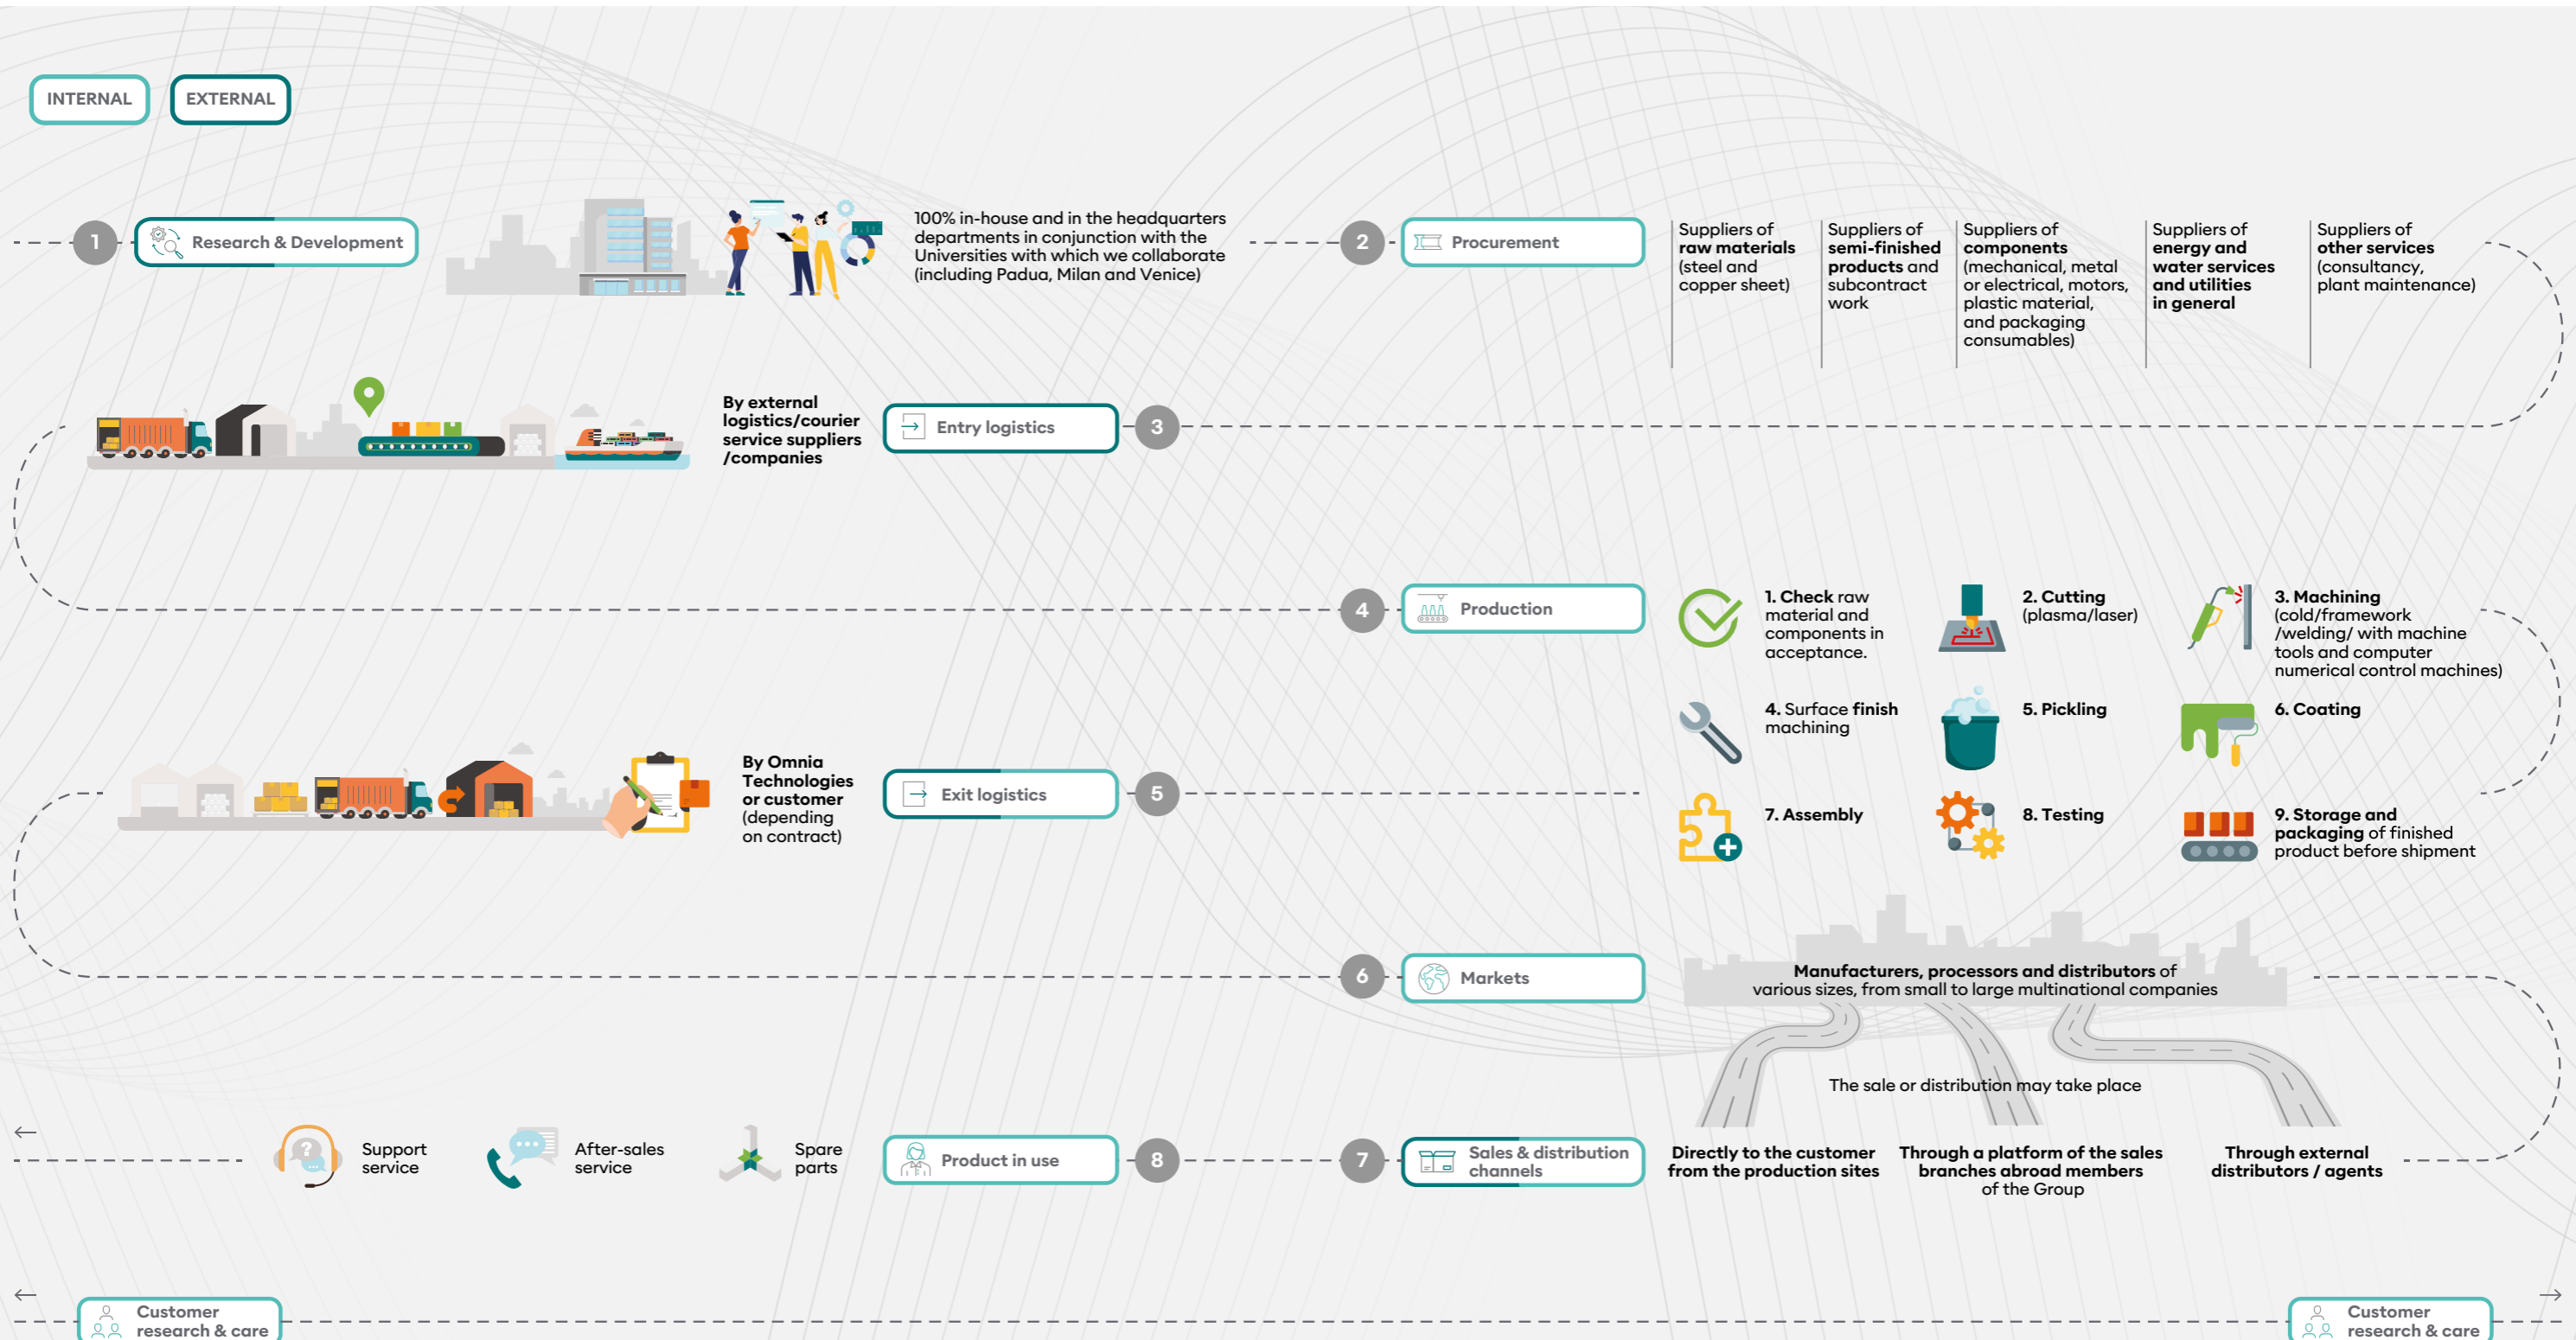 INTERNAL
EXTERNAL
1
Research & Development
100% in-house and in the headquarters
departments in conjunction with the
Universities with which we collaborate
(including Padua, Milan and Venice)
2
Procurement
Suppliers of
raw materials
(steel and
copper sheet)
Suppliers of
semi-finished
products and
subcontract
work
Suppliers of
components
(mechanical, metal
or electrical, motors,
plastic material,
and packaging
consumables)
Suppliers of
energy and
water services
and utilities
in general
Suppliers of
other services
(consultancy,
plant maintenance)
By external
logistics/courier
service suppliers
/companies
Entry logistics
3
4
Production
1. Check raw
material and
components in
acceptance.
2. Cutting
(plasma/laser)
3. Machining
(cold/framework
/welding/ with machine
tools and computer
numerical control machines)
4. Surface finish
machining
5. Pickling
6. Coating
7. Assembly
8. Testing
9. Storage and
packaging of finished
product before shipment
By Omnia
Technologies
or customer
(depending
on contract)
Exit logistics
5
6
Markets
Manufacturers, processors and distributors of
various sizes, from small to large multinational companies
The sale or distribution may take place
Directly to the customer
from the production sites
Through a platform of the sales
branches abroad members
of the Group
Through external
distributors / agents
7
Sales & distribution
channels
8
Product in use
Spare
parts
After-sales
service
?
Support
service
Customer
research & care
Customer
research & care